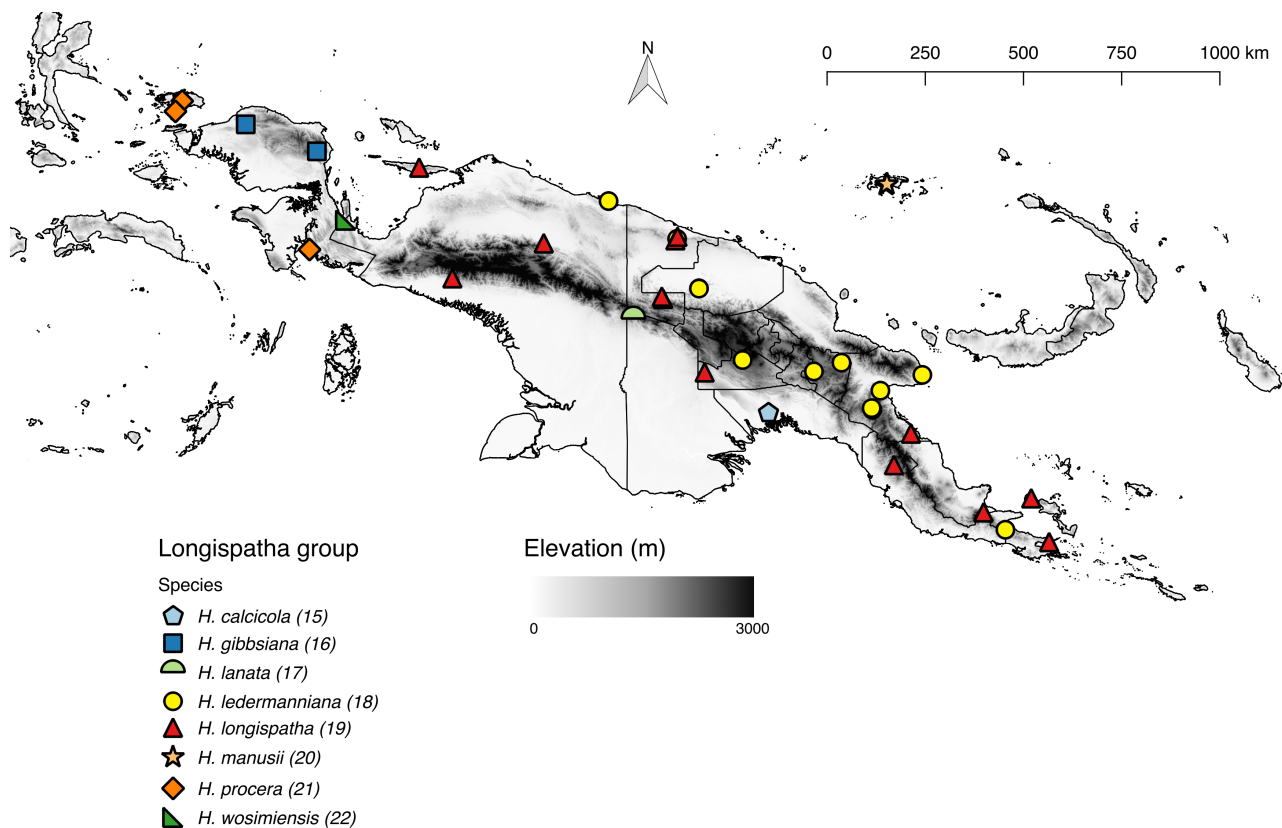 N
0 250 500 750 1000 km
Longispatha group
Species
H. calcicola (15)
H. gibbsiana (16)
H. lanata (17)
H. ledermanniana (18)
H. longispatha (19)
H. manusii (20)
H. procera (21)
H. wosimiensis (22)
Elevation (m)
0 3000